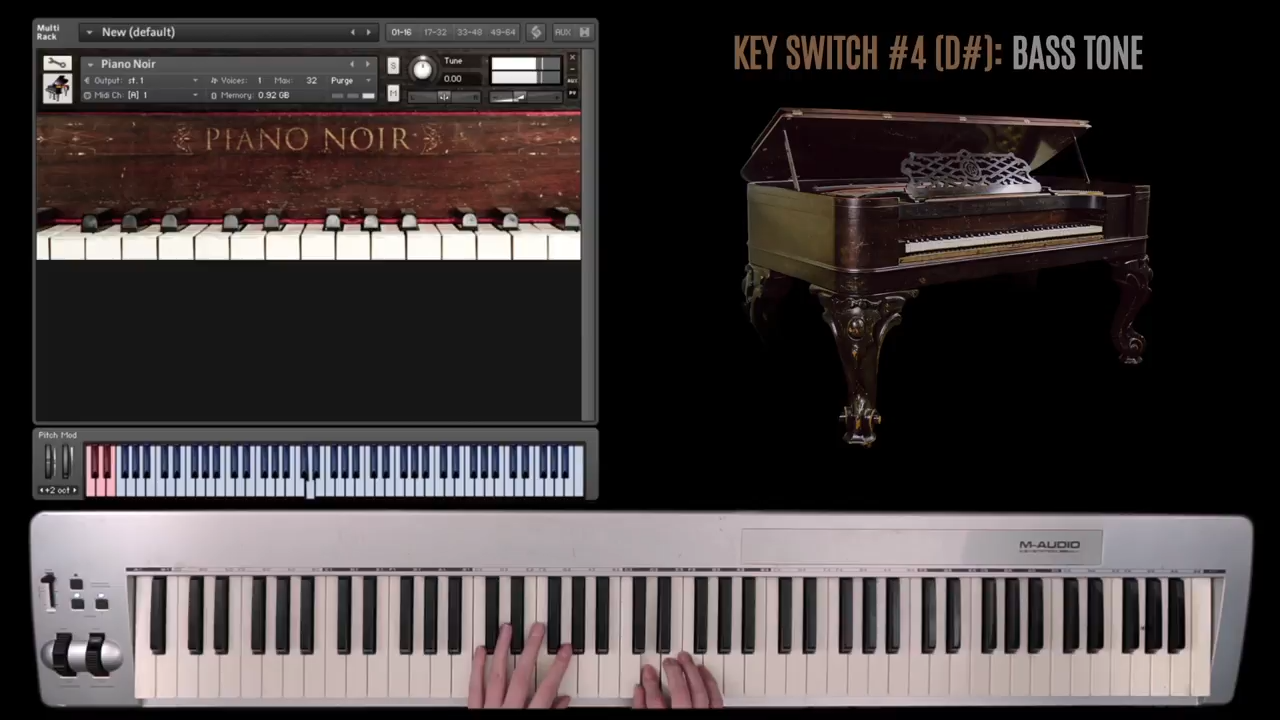 Multi
Rack
New (default)
01-16 17-32 33-48 49-64
AUX
Piano Noir
Output: st. 1
Voices: 1 Max: 32 Purge
Midi Ch: [A] 1
Memory: 0.92 GB
S
M
Tune
0.00
AUX
PV
PIANO NOIR
Pitch Mod
+2 oct
KEY SWITCH #4 (D#): BASS TONE
M-AUDIO